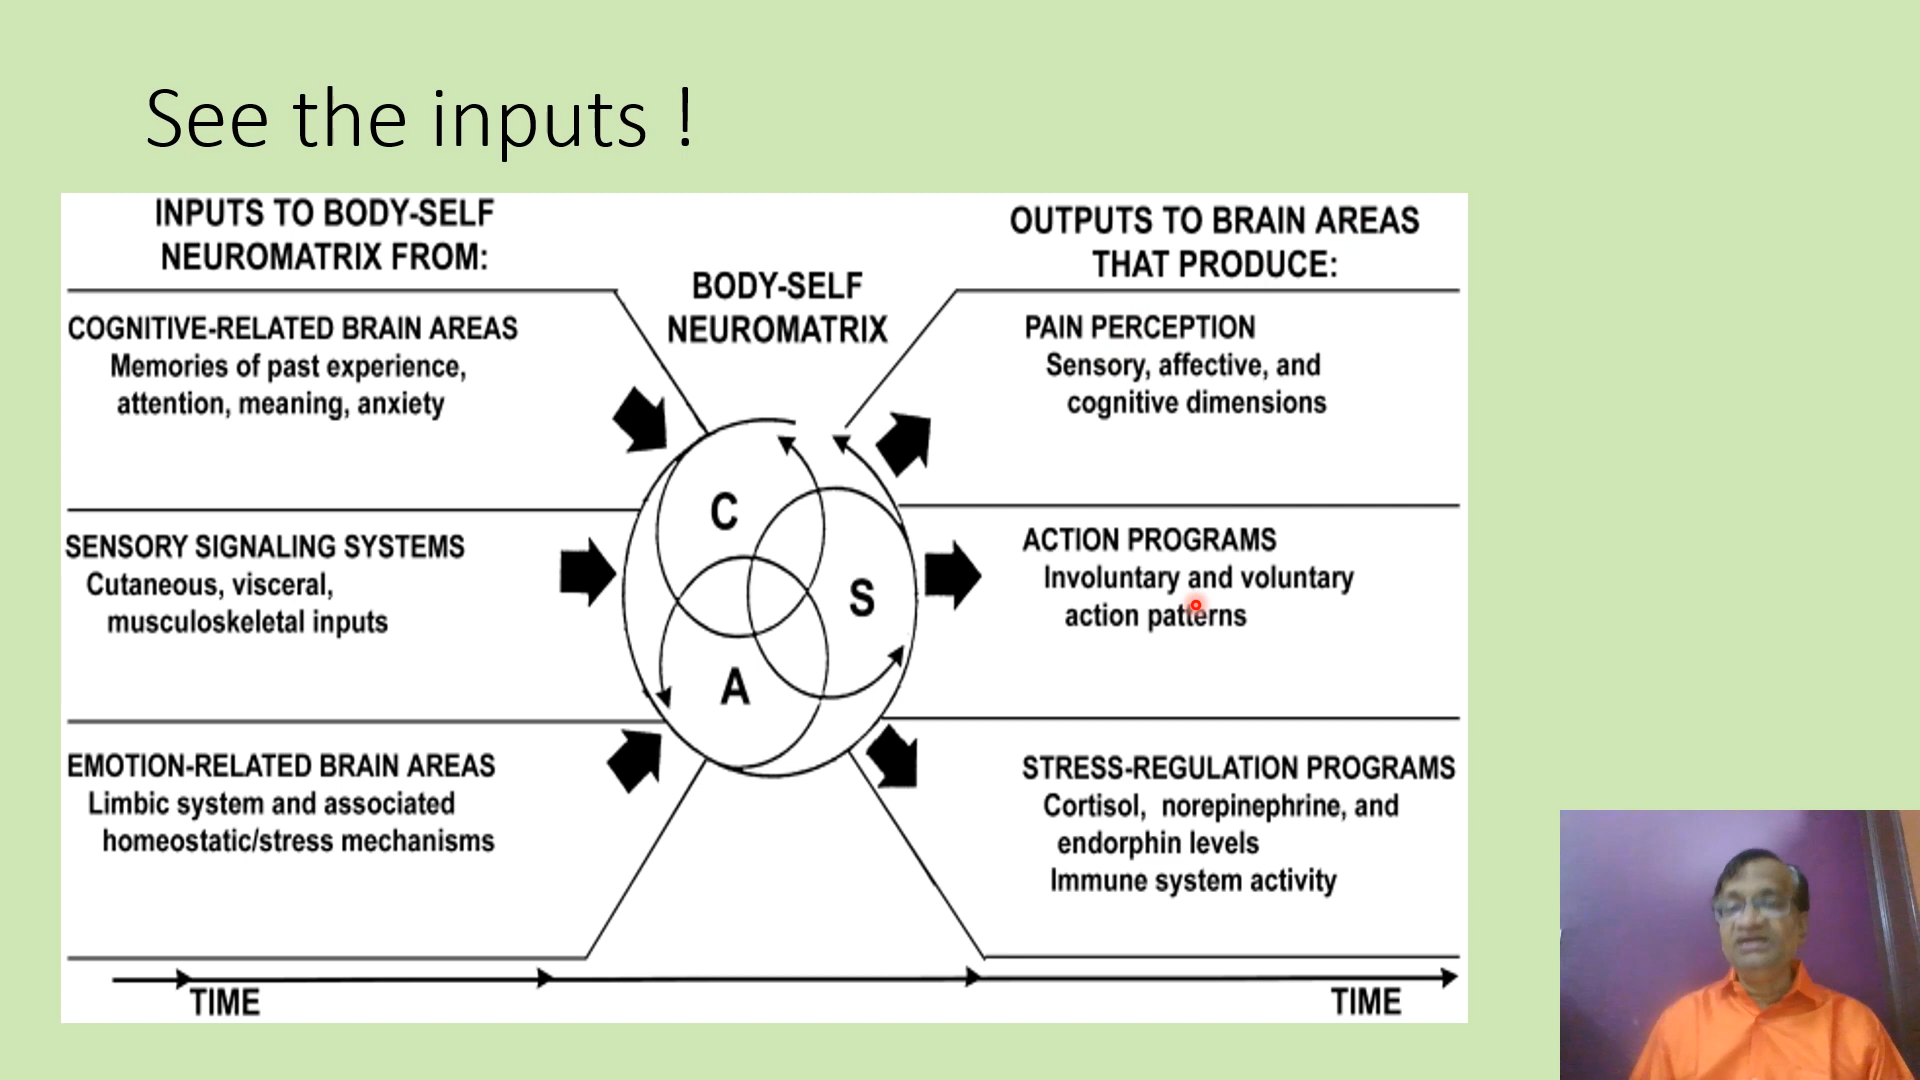 See the inputs !
INPUTS TO BODY-SELF
NEUROMATRIX FROM:
COGNITIVE-RELATED BRAIN AREAS
Memories of past experience,
attention, meaning, anxiety
SENSORY SIGNALING SYSTEMS
Cutaneous, visceral,
musculoskeletal inputs
EMOTION-RELATED BRAIN AREAS
Limbic system and associated
homeostatic/stress mechanisms
BODY-SELF
NEUROMATRIX
C
S
A
OUTPUTS TO BRAIN AREAS
THAT PRODUCE:
PAIN PERCEPTION
Sensory, affective, and
cognitive dimensions
ACTION PROGRAMS
Involuntary and voluntary
action patterns
STRESS-REGULATION PROGRAMS
Cortisol, norepinephrine, and
endorphin levels
Immune system activity
TIME
TIME